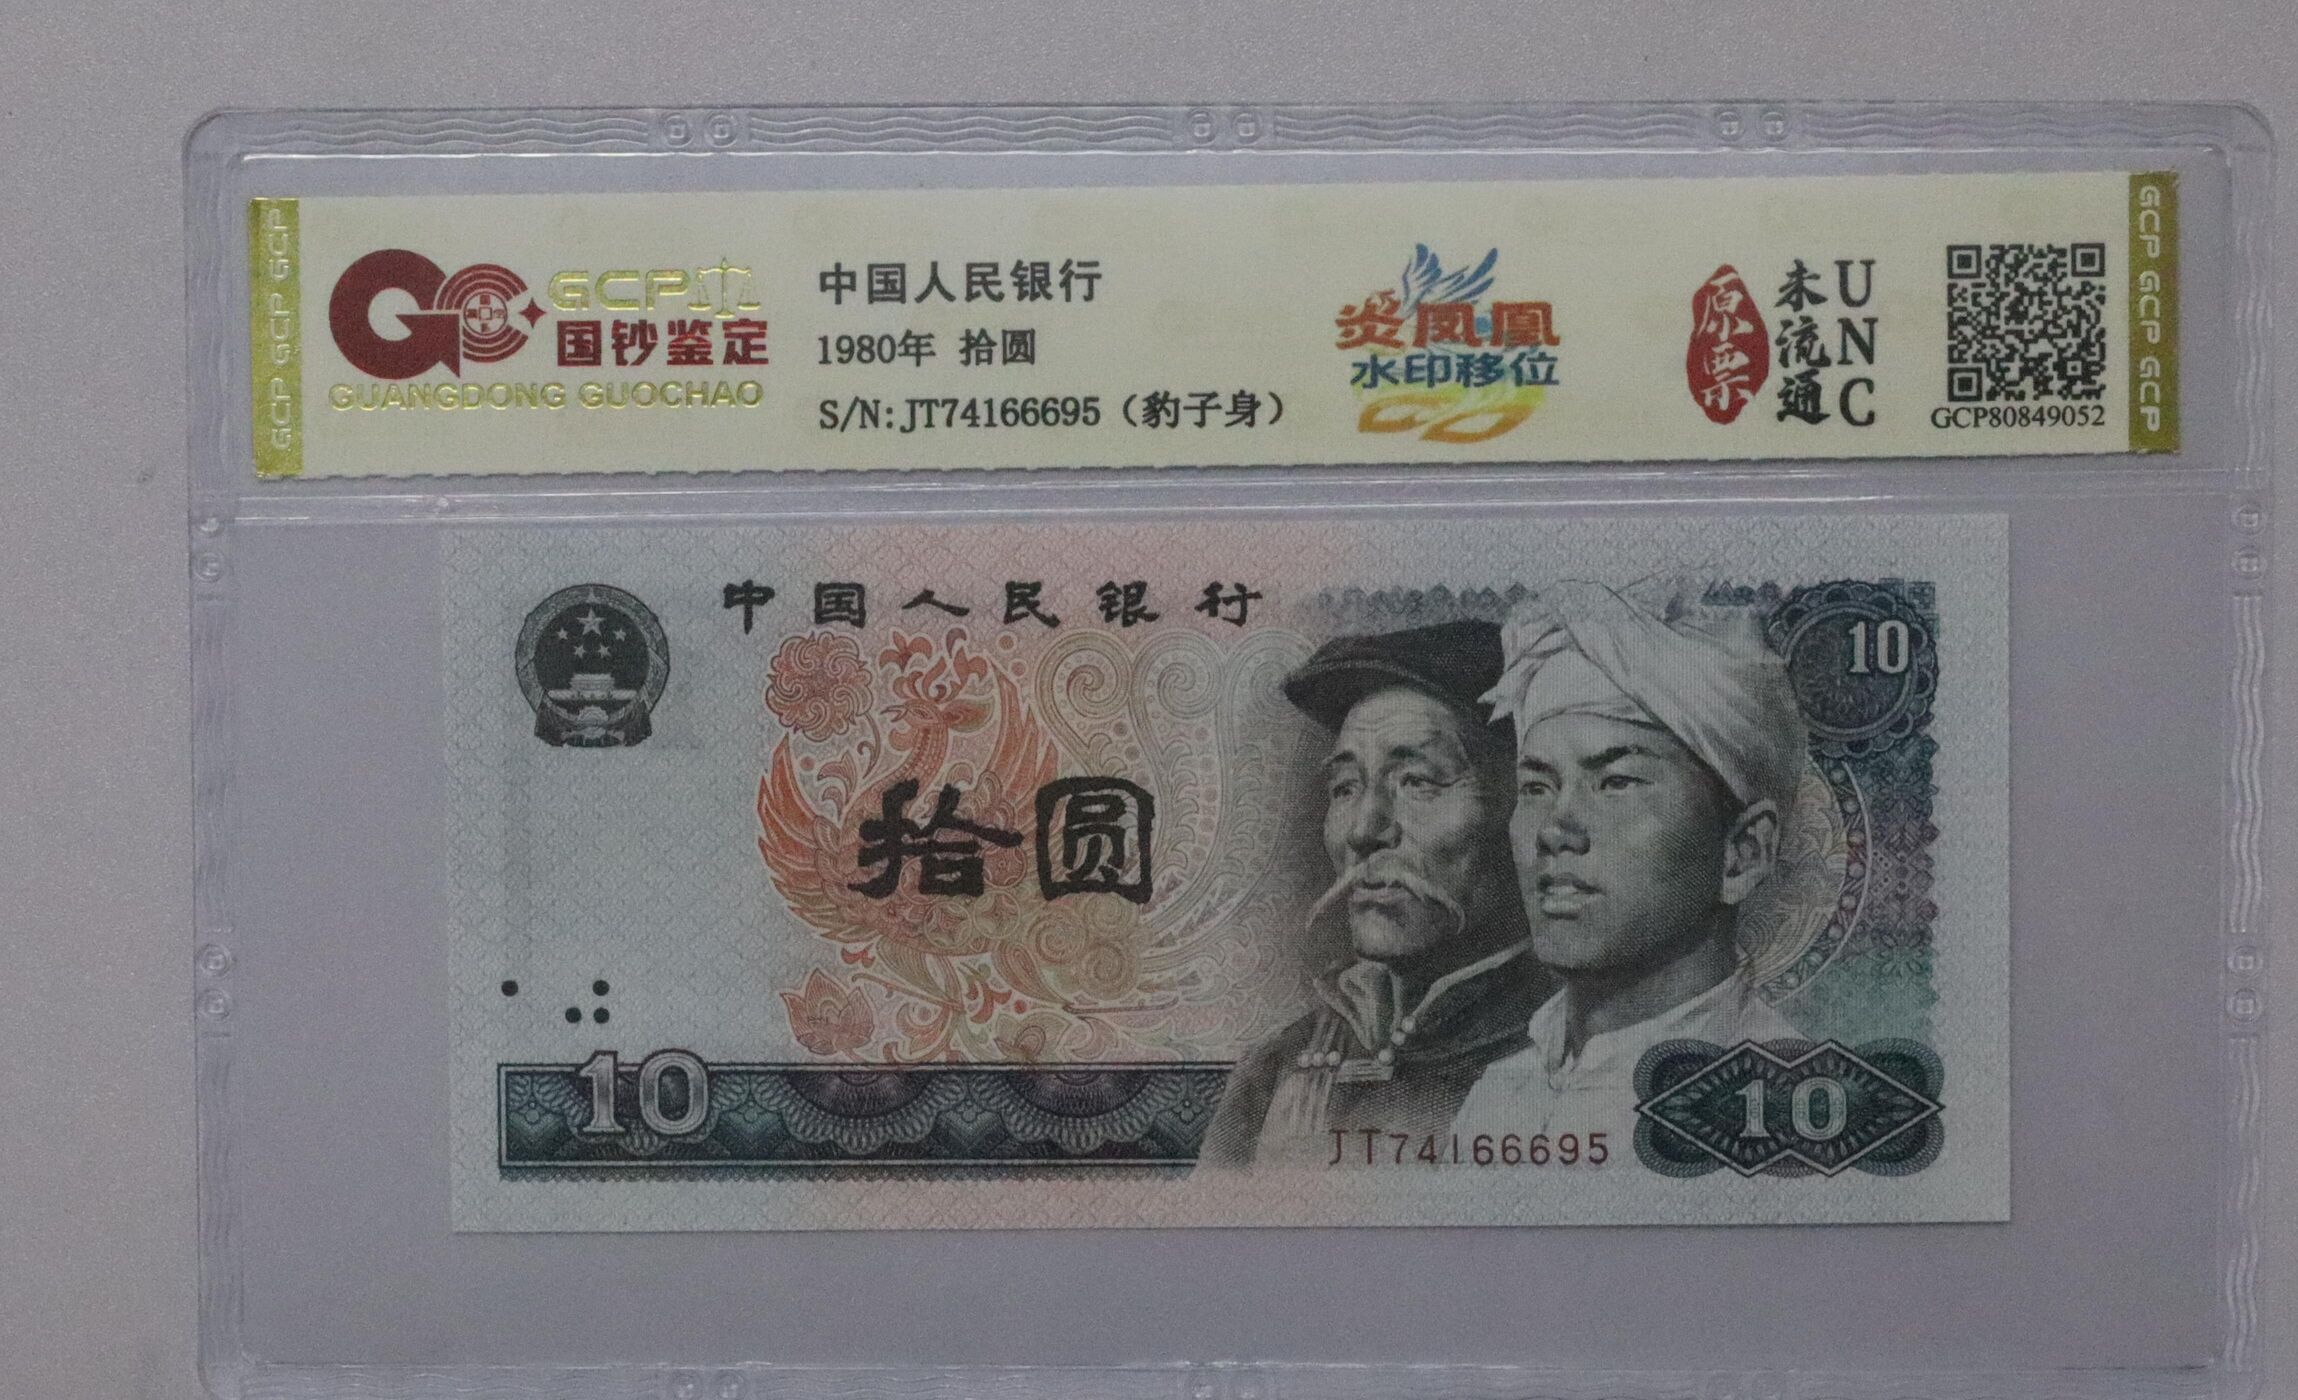 GCP GCP GCP
GCP
国钞鉴定
GUANGDONG GUOCHAO
中国人民银行
1980年 拾圆
S/N:JT74166695（豹子身）
炎凤凰
水印移位
原票
未流通
UNC
GCP80849052
GCP GCP GCP
中国人民银行
10
拾圆
10
JT74166695
10